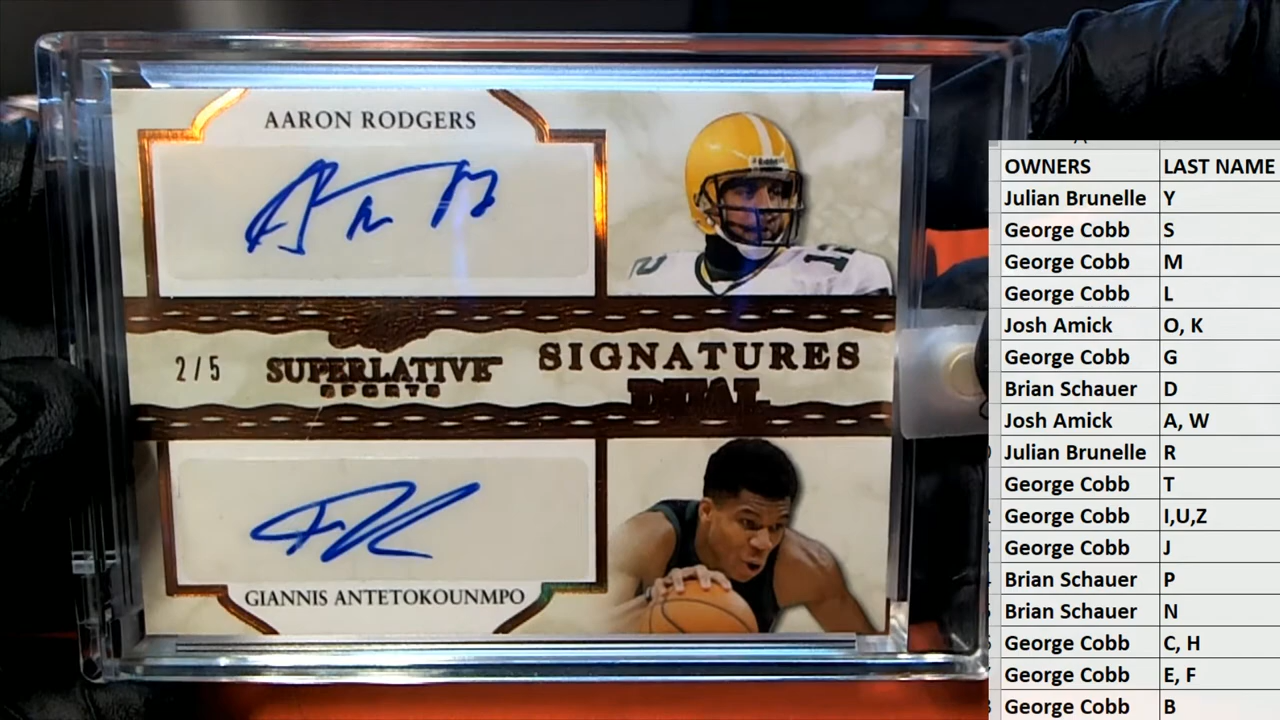 AARON RODGERS
12
2/5
SUPERLATIVE
SPORTS
SIGNATURES
DUAL
GIANNIS ANTETOKOUNMPO
OWNERS LAST NAME
Julian Brunelle Y
George Cobb S
George Cobb M
George Cobb L
Josh Amick O, K
George Cobb G
Brian Schauer D
Josh Amick A, W
Julian Brunelle R
George Cobb T
George Cobb I,U,Z
George Cobb J
Brian Schauer P
Brian Schauer N
George Cobb C, H
George Cobb E, F
George Cobb B